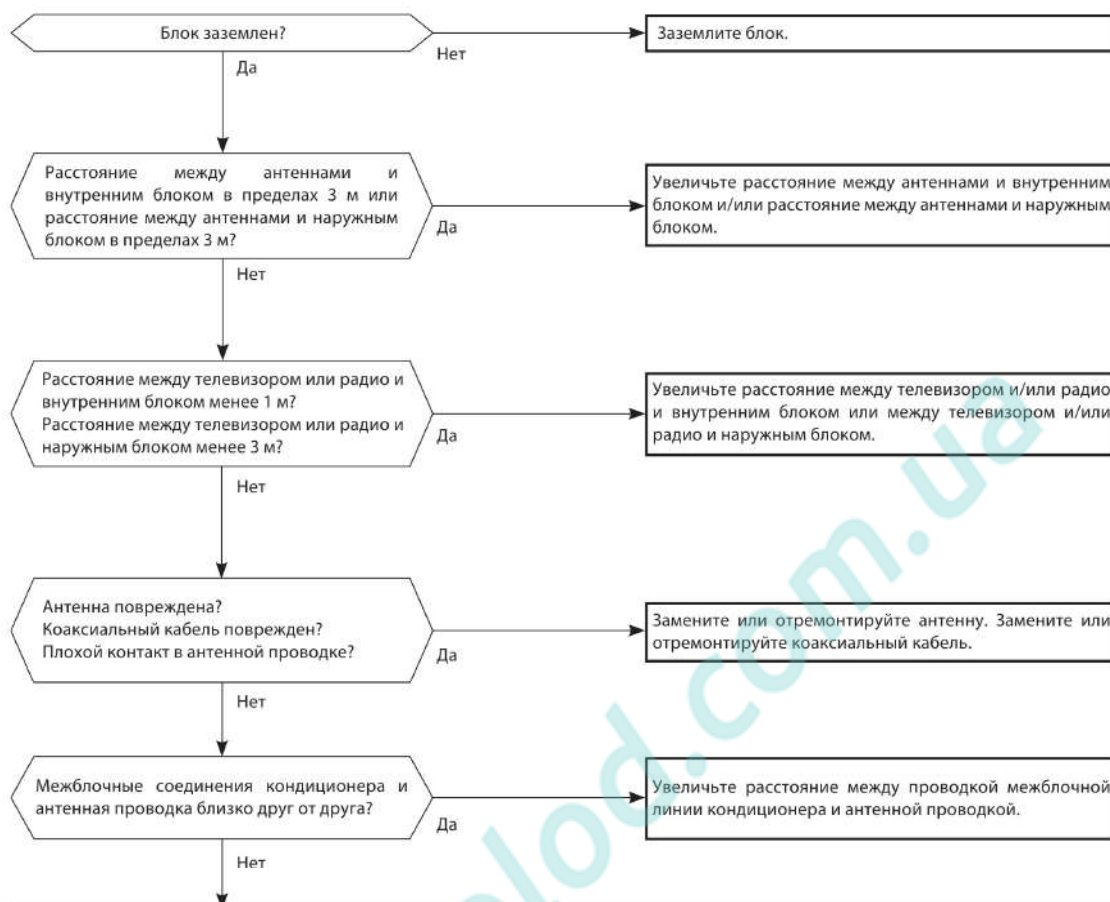 Блок заземлен?
Нет
Заземлите блок.
Да
Расстояние между антеннами и
внутренним блоком в пределах 3 м или
расстояние между антеннами и наружным
блоком в пределах 3 м?
Да
Увеличьте расстояние между антеннами и внутренним
блоком и/или расстояние между антеннами и наружным
блоком.
Нет
Расстояние между телевизором или радио и
внутренним блоком менее 1 м?
Расстояние между телевизором или радио и
наружным блоком менее 3 м?
Да
Увеличьте расстояние между телевизором и/или радио
и внутренним блоком или между телевизором и/или
радио и наружным блоком.
Нет
Антенна повреждена?
Коаксиальный кабель поврежден?
Плохой контакт в антенной проводке?
Да
Замените или отремонтируйте антенну. Замените или
отремонтируйте коаксиальный кабель.
Нет
Межблочные соединения кондиционера и
антенная проводка близко друг от друга?
Да
Увеличьте расстояние между проводкой межблочной
линии кондиционера и антенной проводкой.
Нет
olod.com.ua